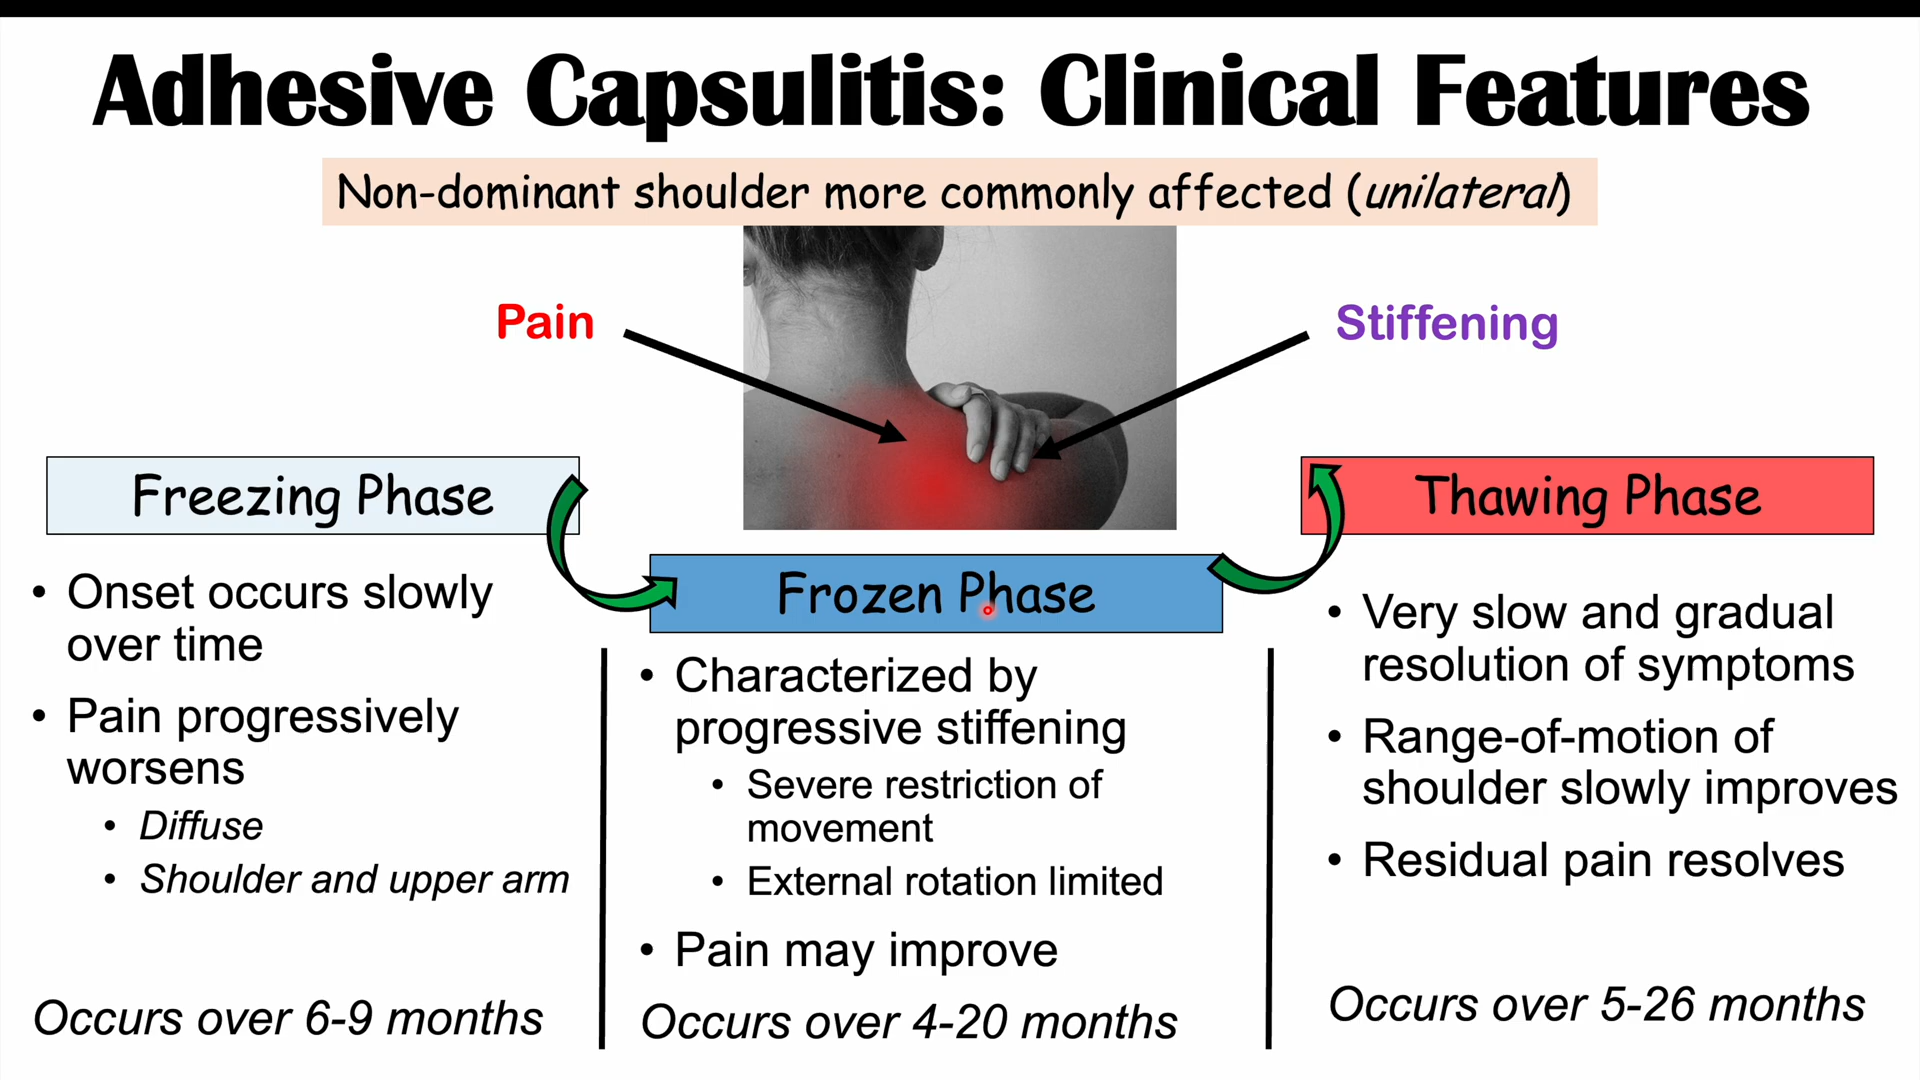 Adhesive Capsulitis: Clinical Features
Non-dominant shoulder more commonly affected (unilateral)
Pain
Stiffening
Freezing Phase
• Onset occurs slowly
over time
• Pain progressively
worsens
• Diffuse
• Shoulder and upper arm
Occurs over 6-9 months
Frozen Phase
• Characterized by
progressive stiffening
• Severe restriction of
movement
• External rotation limited
• Pain may improve
Occurs over 4-20 months
Thawing Phase
• Very slow and gradual
resolution of symptoms
• Range-of-motion of
shoulder slowly improves
• Residual pain resolves
Occurs over 5-26 months